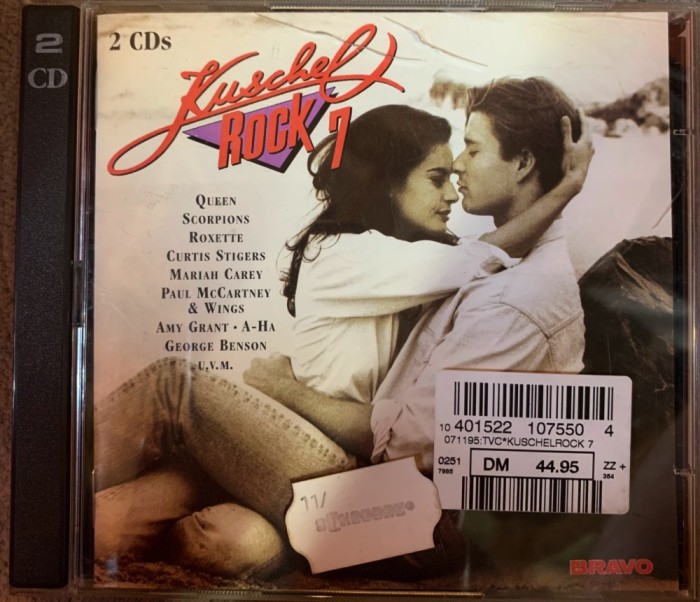 2
CD
2 CDs
Kuschel
ROCK 7
QUEEN
SCORPIONS
ROXETTE
CURTIS STIGERS
MARIAH CAREY
PAUL MCCARTNEY
& WINGS
AMY GRANT · A-HA
GEORGE BENSON
U.V.M.
10 401522 107550 4
071195:TVC*KUSCHELROCK 7
0251
DM 44.95
ZZ +
11/
BRAVO